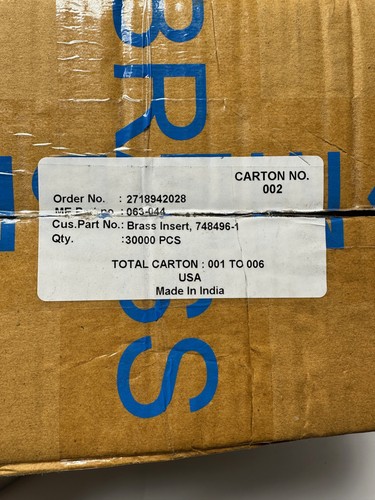 BRASS
CARTON NO.
002
Order No. : 2718942028
: 063-044
Cus.Part No.: Brass Insert, 748496-1
Qty. :30000 PCS
TOTAL CARTON : 001 TO 006
USA
Made In India